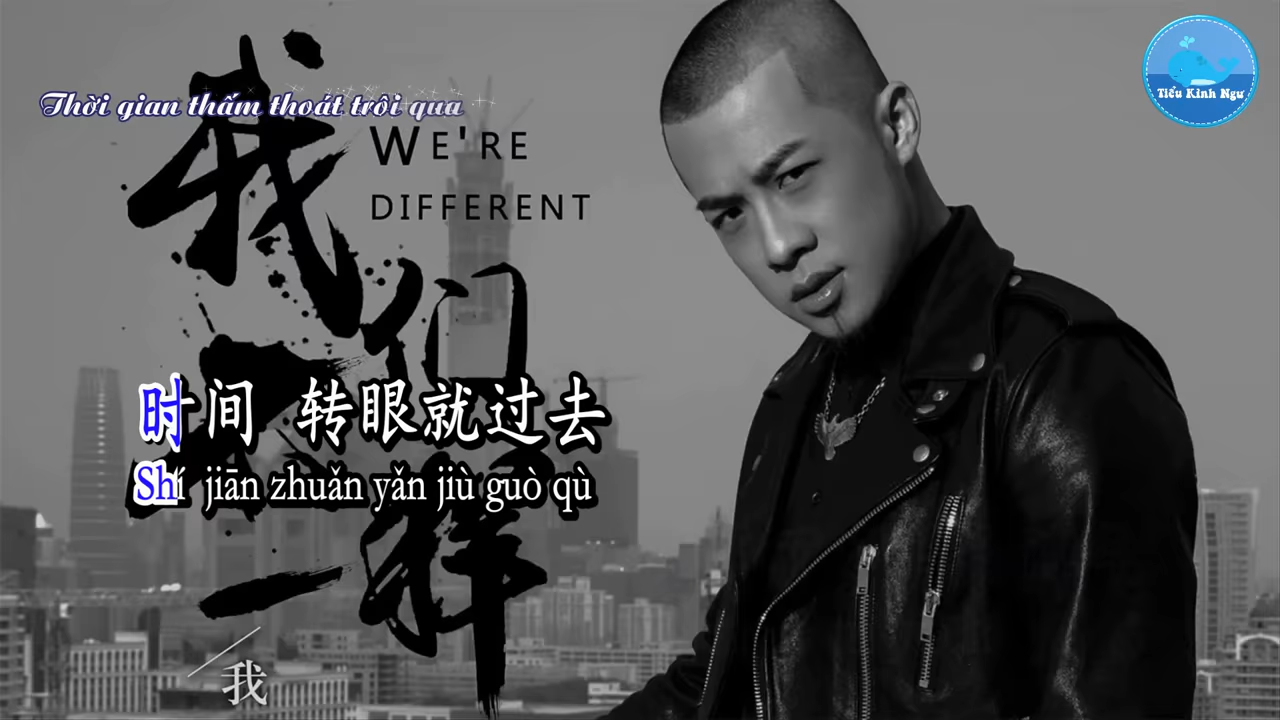 Thời gian thấm thoát trôi qua
Tiểu Kình Ngư
我们不一样
WE'RE
DIFFERENT
时间 转眼就过去
Shí jiān zhuǎn yǎn jiù guò qù
我